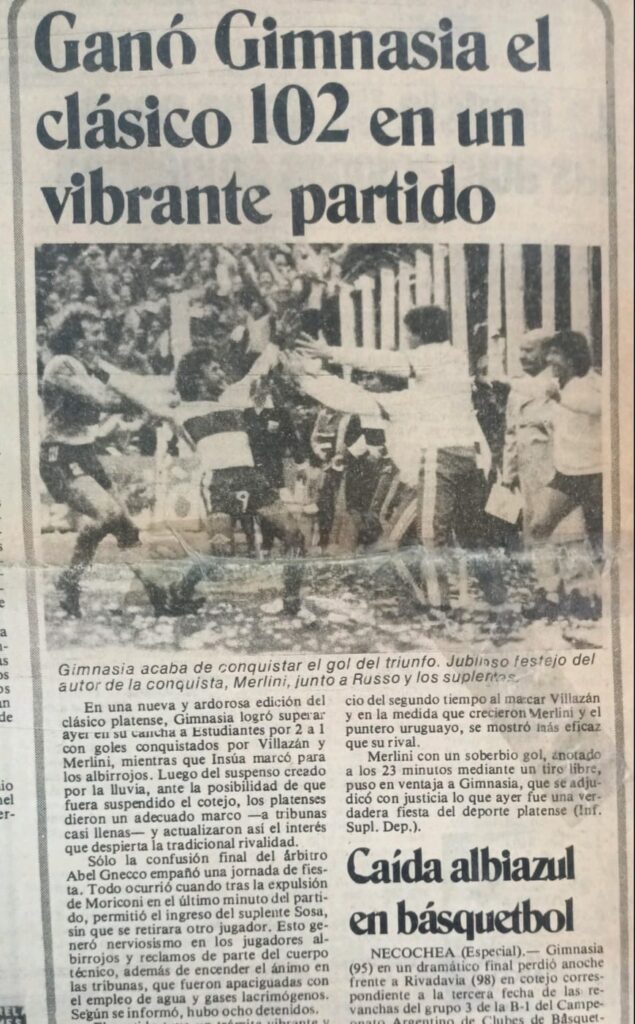 Ganó Gimnasia el
clásico 102 en un
vibrante partido
9
Gimnasia acaba de conquistar el gol del triunfo. Jubiloso festejo del
autor de la conquista, Merlini, junto a Russo y los suplentes.
En una nueva y ardorosa edición del
clásico platense, Gimnasia logró superar
ayer en su cancha a Estudiantes por 2 a 1
con goles conquistados por Villazán y
Merlini, mientras que Insúa marcó para
los albirrojos. Luego del suspenso creado
por la lluvia, ante la posibilidad de que
fuera suspendido el cotejo, los platenses
dieron un adecuado marco —a tribunas
casi llenas— y actualizaron así el interés
que despierta la tradicional rivalidad.
Sólo la confusión final del árbitro
Abel Gnecco empañó una jornada de fies-
ta. Todo ocurrió cuando tras la expulsión
de Moriconi en el último minuto del parti-
do, permitió el ingreso del suplente Sosa,
sin que se retirara otro jugador. Esto ge-
neró nerviosismo en los jugadores al-
birrojos y reclamos de parte del cuerpo
técnico, además de encender el ánimo en
las tribunas, que fueron apaciguadas con
el empleo de agua y gases lacrimógenos.
Según se informó, hubo ocho detenidos.
cio del segundo tiempo al marcar Villazán
y en la medida que crecieron Merlini y el
puntero uruguayo, se mostró más eficaz
que su rival.
Merlini con un soberbio gol, anotado
a los 23 minutos mediante un tiro libre,
puso en ventaja a Gimnasia, que se adju-
dicó con justicia lo que ayer fue una ver-
dadera fiesta del deporte platense (Inf.
Supl. Dep.).
Caída albiazul
en básquetbol
NECOCHEA (Especial).— Gimnasia
(95) en un dramático final perdió anoche
frente a Rivadavia (98) en cotejo corres-
pondiente a la tercera fecha de las re-
vanchas del grupo 3 de la B-1 del Campe-
onato Argentino de Clubes de Básquet-